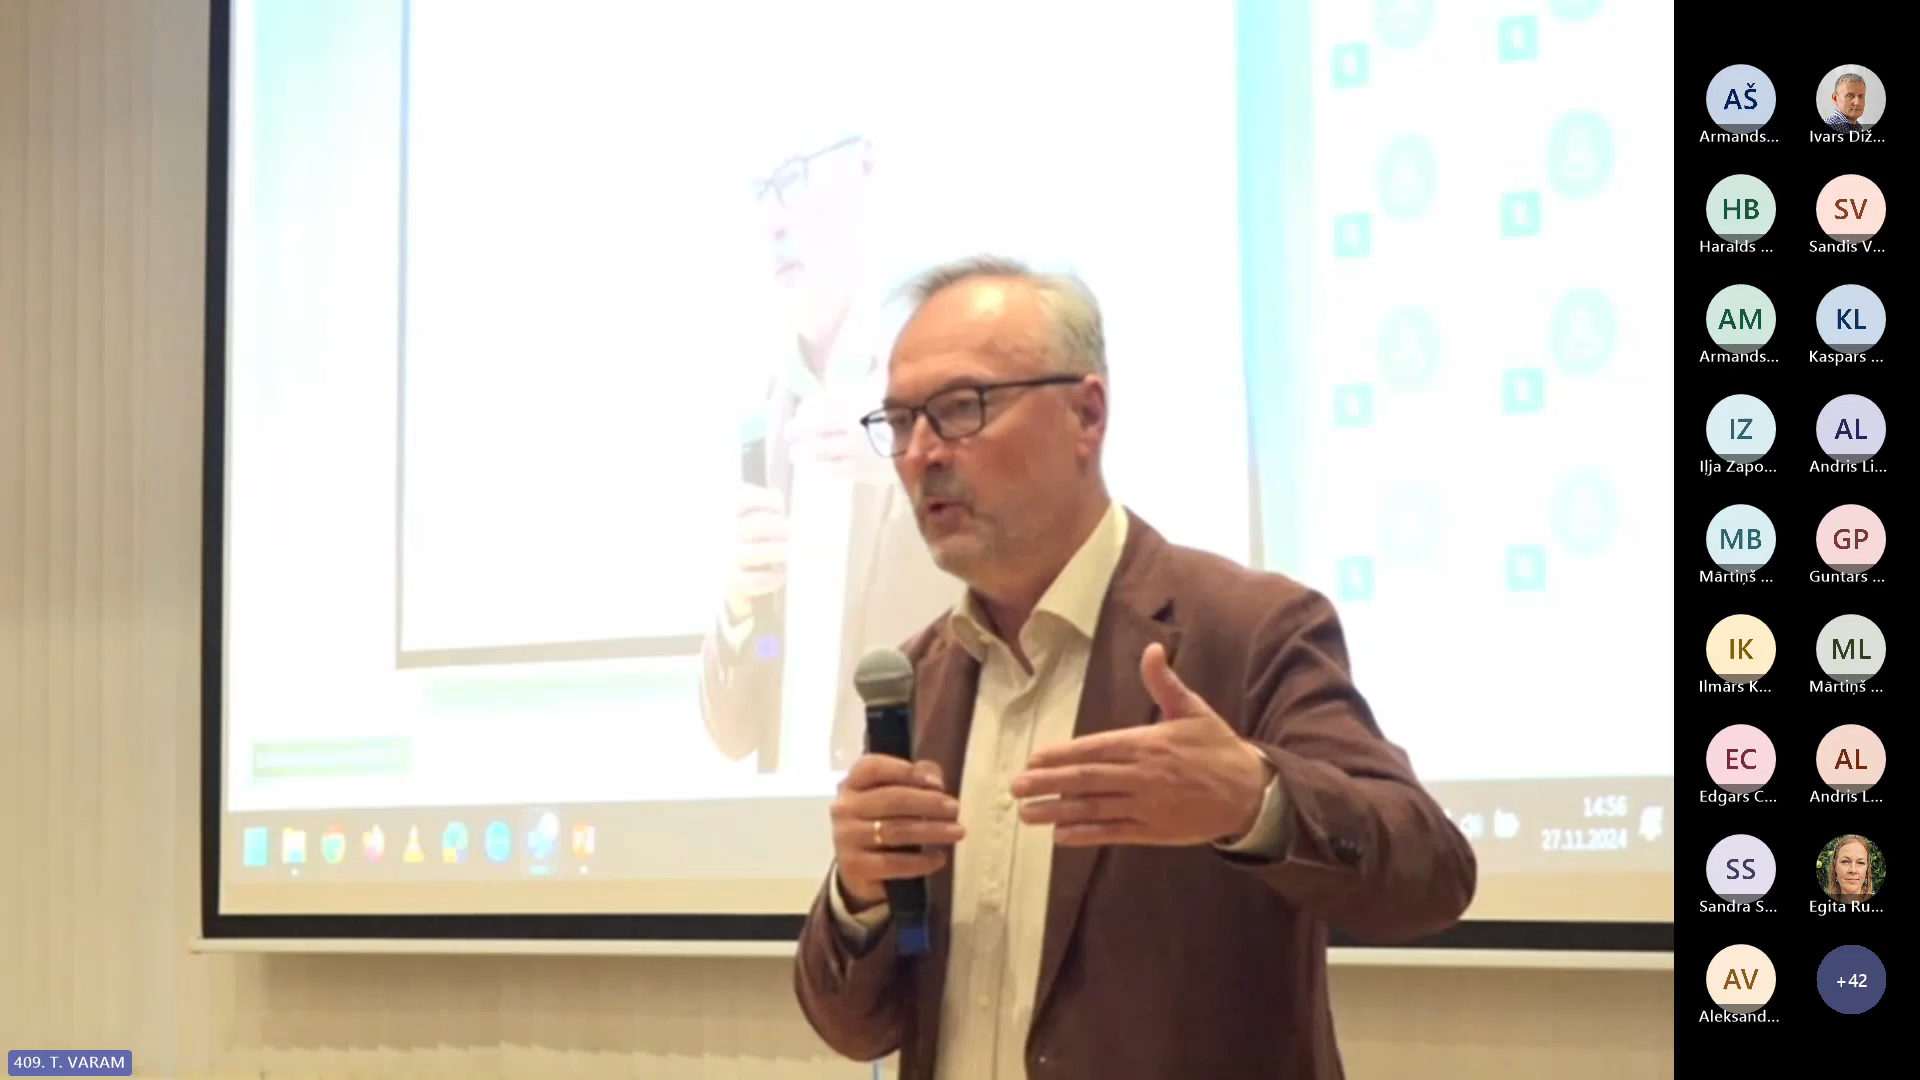 AŠ
Armands...
Ivars Diž...
HB
Haralds ...
SV
Sandis V...
AM
Armands...
KL
Kaspars ...
IZ
Iļja Zapo...
AL
Andris Li...
MB
Mārtiņš ...
GP
Guntars ...
IK
Ilmārs K...
ML
Mārtiņš ...
EC
Edgars C...
AL
Andris L...
SS
Sandra S...
Egita Ru...
AV
Aleksand...
+42
14:56
27.11.2024
409. T. VARAM